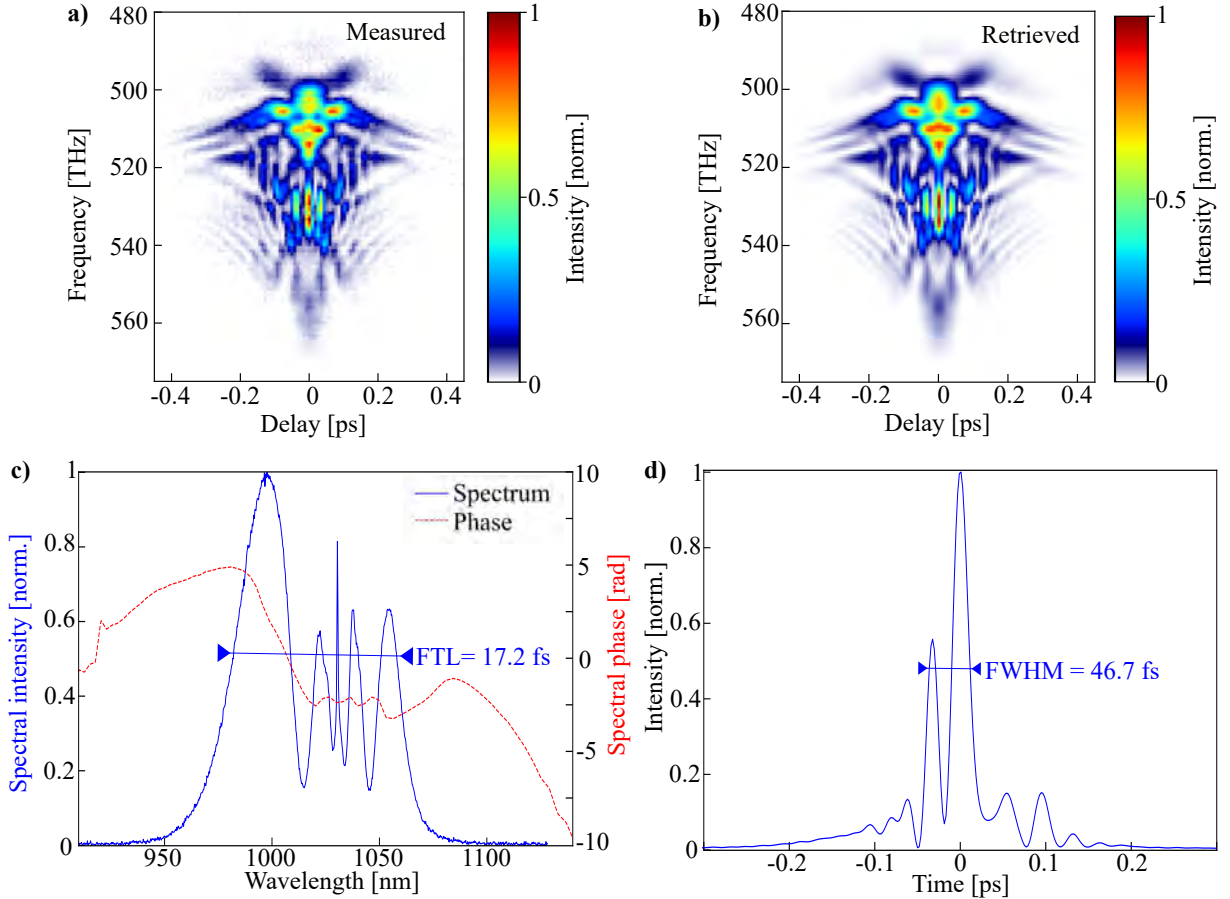 a)
480
500
520
540
560
Frequency [THz]
Measured
-0.4
-0.2
0
0.2
0.4
Delay [ps]
1
0.5
0
Intensity [norm.]
b)
480
500
520
540
560
Frequency [THz]
Retrieved
-0.4
-0.2
0
0.2
0.4
Delay [ps]
1
0.5
0
Intensity [norm.]
c)
1
0.8
0.6
0.4
0.2
0
Spectral intensity [norm.]
Spectrum
Phase
FTL= 17.2 fs
10
5
0
-5
-10
Spectral phase [rad]
950
1000
1050
1100
Wavelength [nm]
d)
1
0.8
0.6
0.4
0.2
0
Intensity [norm.]
FWHM = 46.7 fs
-0.2
-0.1
0
0.1
0.2
Time [ps]